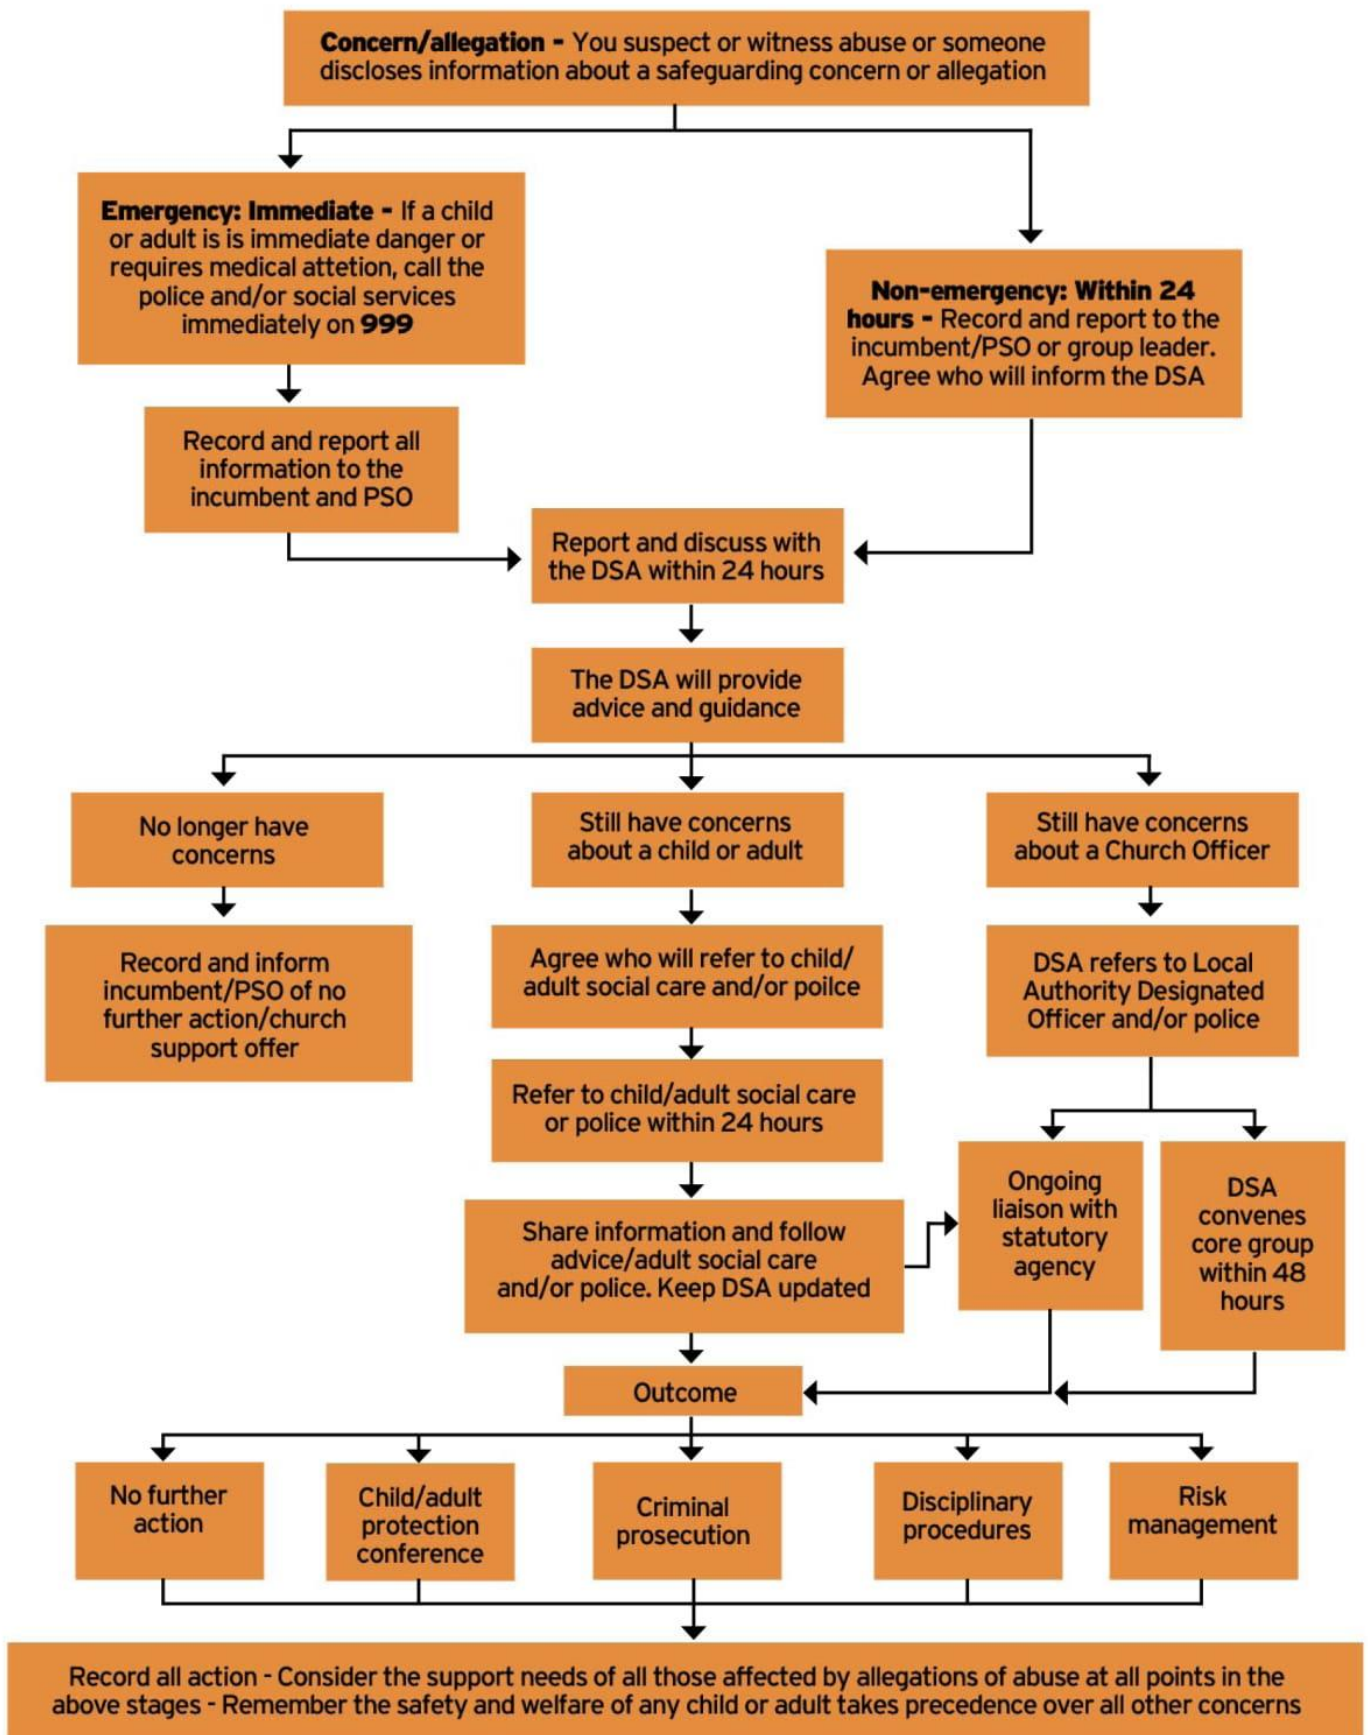 Concern/allegation - You suspect or witness abuse or someone
discloses information about a safeguarding concern or allegation
Emergency: Immediate - If a child
or adult is is immediate danger or
requires medical attetion, call the
police and/or social services
immediately on 999
Non-emergency: Within 24
hours - Record and report to the
incumbent/PSO or group leader.
Agree who will inform the DSA
Record and report all
information to the
incumbent and PSO
Report and discuss with
the DSA within 24 hours
The DSA will provide
advice and guidance
No longer have
concerns
Still have concerns
about a child or adult
Still have concerns
about a Church Officer
Record and inform
incumbent/PSO of no
further action/church
support offer
Agree who will refer to child/
adult social care and/or poilce
DSA refers to Local
Authority Designated
Officer and/or police
Refer to child/adult social care
or police within 24 hours
Share information and follow
advice/adult social care
and/or police. Keep DSA updated
Ongoing
liaison with
statutory
agency
DSA
convenes
core group
within 48
hours
Outcome
No further
action
Child/adult
protection
conference
Criminal
prosecution
Disciplinary
procedures
Risk
management
Record all action - Consider the support needs of all those affected by allegations of abuse at all points in the
above stages - Remember the safety and welfare of any child or adult takes precedence over all other concerns